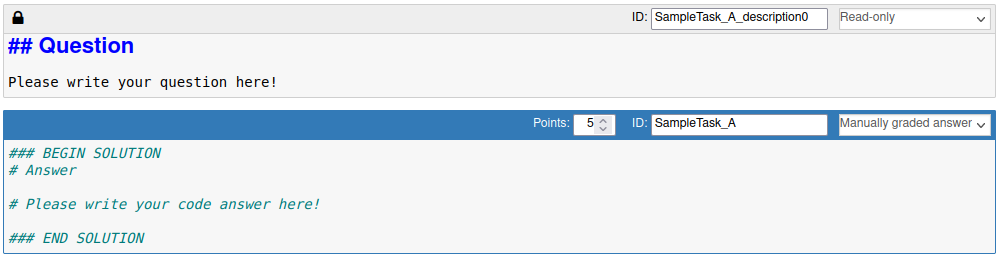 ID: SampleTask_A_description0 Read-only
## Question
Please write your question here!
Points: 5 ID: SampleTask_A Manually graded answer
### BEGIN SOLUTION
# Answer
# Please write your code answer here!
### END SOLUTION